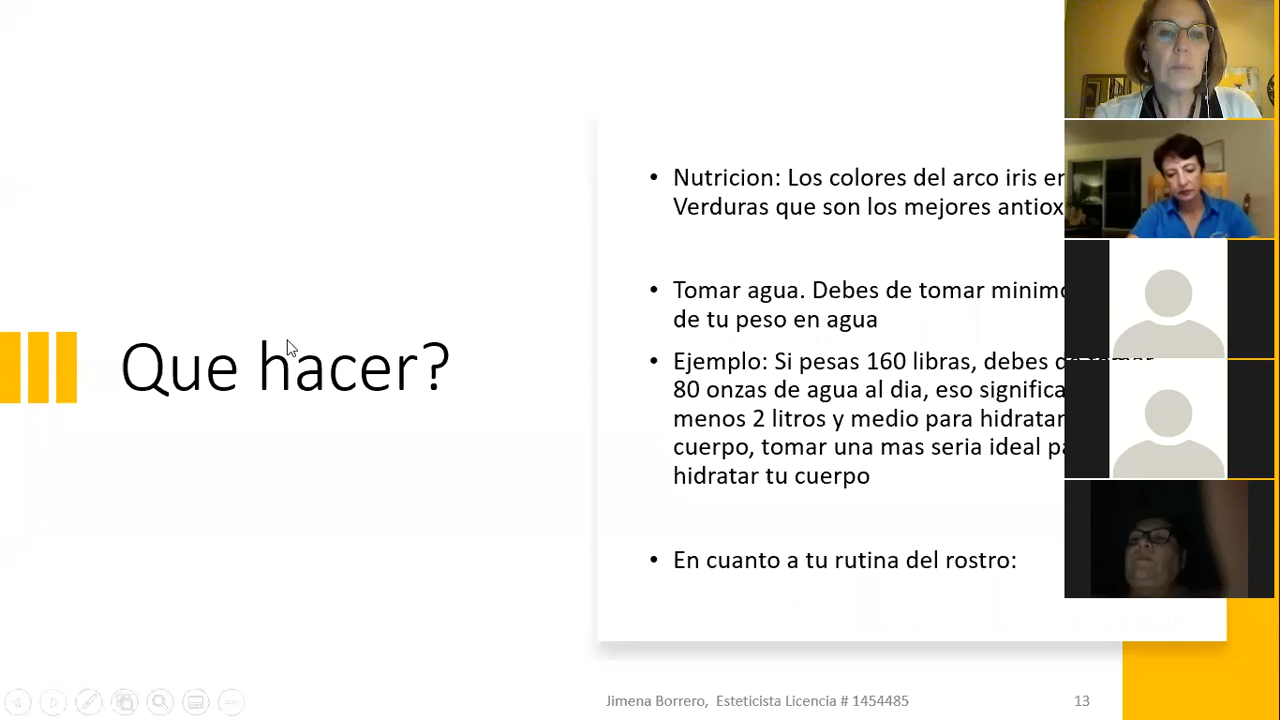 Que hacer?
• Nutricion: Los colores del arco iris en
Verduras que son los mejores
• Tomar agua. Debes de tomar minimo
de tu peso en agua
• Ejemplo: Si pesas 160 libras, debes de tomar
80 onzas de agua al dia, eso significa
menos 2 litros y medio para hidratar
cuerpo, tomar una mas seria ideal
hidratar tu cuerpo
• En cuanto a tu rutina del rostro:
Jimena Borrero, Esteticista Licencia # 1454485
13